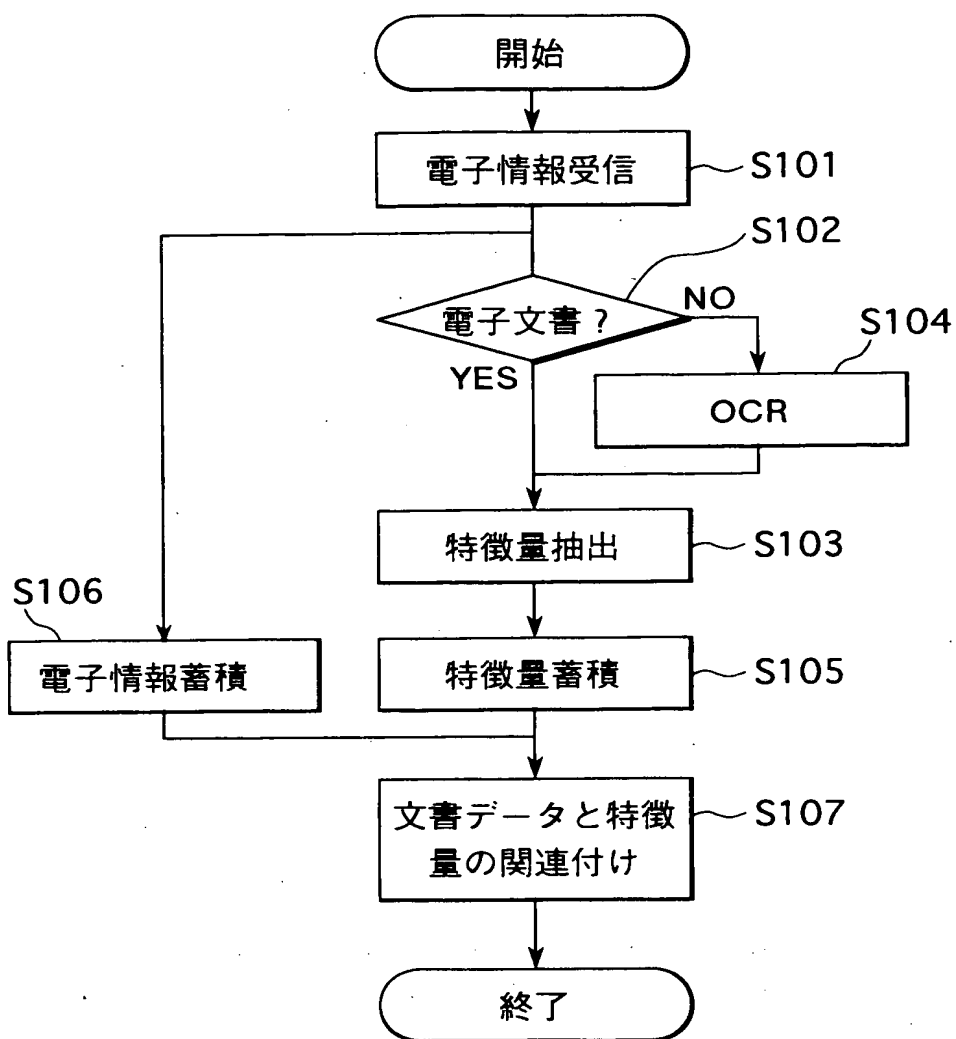 開始
電子情報受信
S101
S102
電子文書?
NO
YES
S104
OCR
特徴量抽出
S103
S106
電子情報蓄積
特徴量蓄積
S105
文書データと特徴
量の関連付け
S107
終了